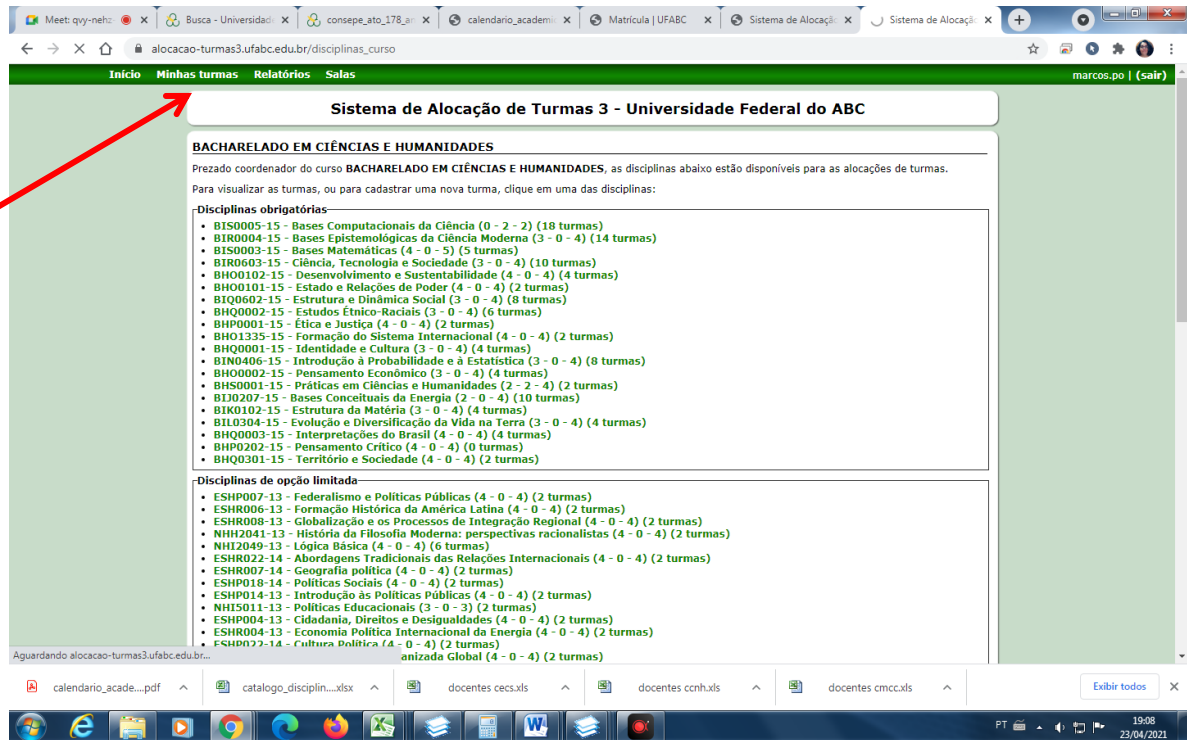 Meet: qvy-nehz
Busca - Universidad
consepe_ato_178_an
calendario_academic
Matrícula | UFABC
Sistema de Alocaçã
Sistema de Alocação
alocacao-turmas3.ufabc.edu.br/disciplinas_curso
Início Minhas turmas Relatórios Salas
marcos.po | (sair)
Sistema de Alocação de Turmas 3 - Universidade Federal do ABC
BACHARELADO EM CIÊNCIAS E HUMANIDADES
Prezado coordenador do curso BACHARELADO EM CIÊNCIAS E HUMANIDADES, as disciplinas abaixo estão disponíveis para as alocações de turmas.
Para visualizar as turmas, ou para cadastrar uma nova turma, clique em uma das disciplinas:
Disciplinas obrigatórias
• BIS0005-15 - Bases Computacionais da Ciência (0 - 2 - 2) (18 turmas)
• BIR0004-15 - Bases Epistemológicas da Ciência Moderna (3 - 0 - 4) (14 turmas)
• BIS0003-15 - Bases Matemáticas (4 - 0 - 5) (5 turmas)
• BIR0603-15 - Ciência, Tecnologia e Sociedade (3 - 0 - 4) (10 turmas)
• BHO0102-15 - Desenvolvimento e Sustentabilidade (4 - 0 - 4) (4 turmas)
• BHO0101-15 - Estado e Relações de Poder (4 - 0 - 4) (2 turmas)
• BIQ0602-15 - Estrutura e Dinâmica Social (3 - 0 - 4) (8 turmas)
• BHQ0002-15 - Estudos Étnico-Raciais (3 - 0 - 4) (6 turmas)
• BHP0001-15 - Ética e Justiça (4 - 0 - 4) (2 turmas)
• BHO1335-15 - Formação do Sistema Internacional (4 - 0 - 4) (2 turmas)
• BHQ0001-15 - Identidade e Cultura (3 - 0 - 4) (4 turmas)
• BIN0406-15 - Introdução à Probabilidade e à Estatística (3 - 0 - 4) (8 turmas)
• BHO0002-15 - Pensamento Econômico (3 - 0 - 4) (4 turmas)
• BHS0001-15 - Práticas em Ciências e Humanidades (2 - 2 - 4) (2 turmas)
• BIJ0207-15 - Bases Conceituais da Energia (2 - 0 - 4) (10 turmas)
• BIK0102-15 - Estrutura da Matéria (3 - 0 - 4) (4 turmas)
• BIL0304-15 - Evolução e Diversificação da Vida na Terra (3 - 0 - 4) (4 turmas)
• BHQ0003-15 - Interpretações do Brasil (4 - 0 - 4) (4 turmas)
• BHP0202-15 - Pensamento Crítico (4 - 0 - 4) (0 turmas)
• BHQ0301-15 - Território e Sociedade (4 - 0 - 4) (2 turmas)
Disciplinas de opção limitada
• ESHP007-13 - Federalismo e Políticas Públicas (4 - 0 - 4) (2 turmas)
• ESHR006-13 - Formação Histórica da América Latina (4 - 0 - 4) (2 turmas)
• ESHR008-13 - Globalização e os Processos de Integração Regional (4 - 0 - 4) (2 turmas)
• NHH2041-13 - História da Filosofia Moderna: perspectivas racionalistas (4 - 0 - 4) (2 turmas)
• NHI2049-13 - Lógica Básica (4 - 0 - 4) (6 turmas)
• ESHR022-14 - Abordagens Tradicionais das Relações Internacionais (4 - 0 - 4) (2 turmas)
• ESHR007-14 - Geografia política (4 - 0 - 4) (2 turmas)
• ESHP018-14 - Políticas Sociais (4 - 0 - 4) (2 turmas)
• ESHP014-13 - Introdução às Políticas Públicas (4 - 0 - 4) (2 turmas)
• NHI5011-13 - Políticas Educacionais (3 - 0 - 3) (2 turmas)
• ESHP004-13 - Cidadania, Direitos e Desigualdades (4 - 0 - 4) (2 turmas)
• ESHR004-13 - Economia Política Internacional da Energia (4 - 0 - 4) (2 turmas)
• ESHP022-14 - Cultura Política (4 - 0 - 4) (2 turmas)
anizada Global (4 - 0 - 4) (2 turmas)
Aguardando alocacao-turmas3.ufabc.edu.br...
calendario_acade....pdf
catalogo_disciplin....xlsx
docentes cecs.xls
docentes ccnh.xls
docentes cmcc.xls
Exibir todos
PT
19:08
23/04/2021